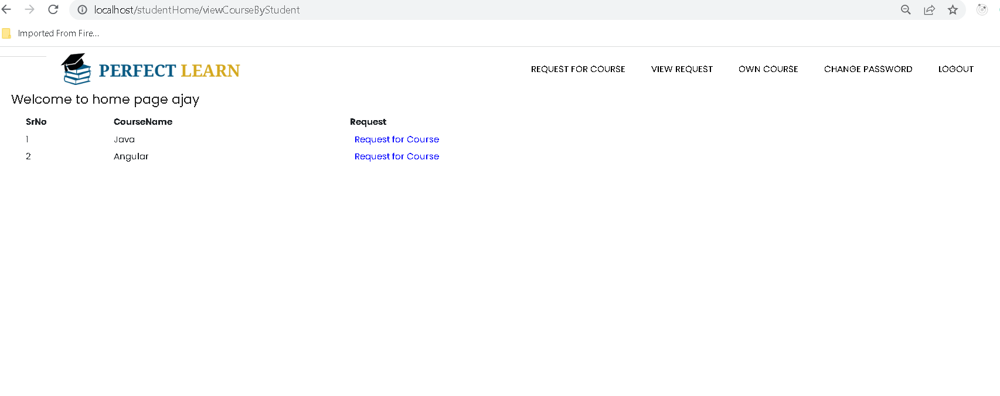 localhost/studentHome/viewCourseByStudent
Imported From Fire...
PERFECT LEARN REQUEST FOR COURSE VIEW REQUEST OWN COURSE CHANGE PASSWORD LOGOUT
Welcome to home page ajay
SrNo CourseName Request
1 Java Request for Course
2 Angular Request for Course